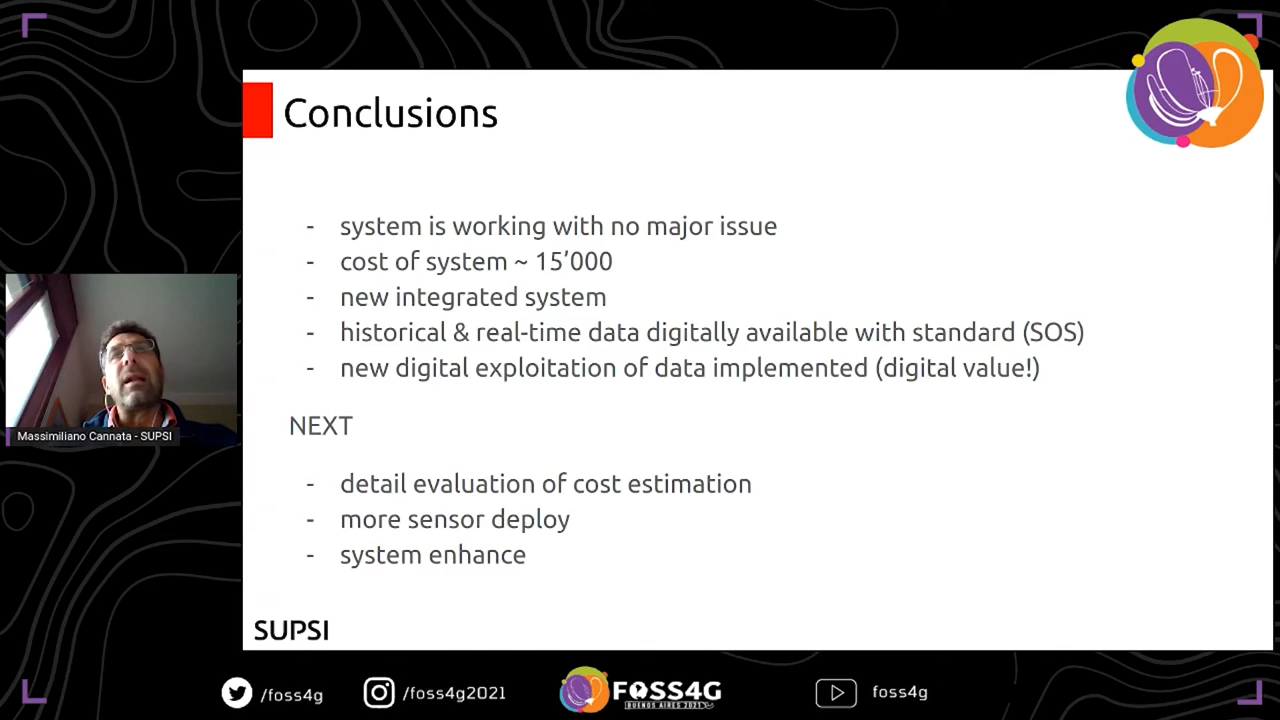 Conclusions
- system is working with no major issue
- cost of system ~ 15’000
- new integrated system
- historical & real-time data digitally available with standard (SOS)
- new digital exploitation of data implemented (digital value!)
NEXT
- detail evaluation of cost estimation
- more sensor deploy
- system enhance
SUPSI
Massimiliano Cannata - SUPSI
/foss4g
/foss4g2021
FOSS4G
BUENOS AIRES 2021
foss4g